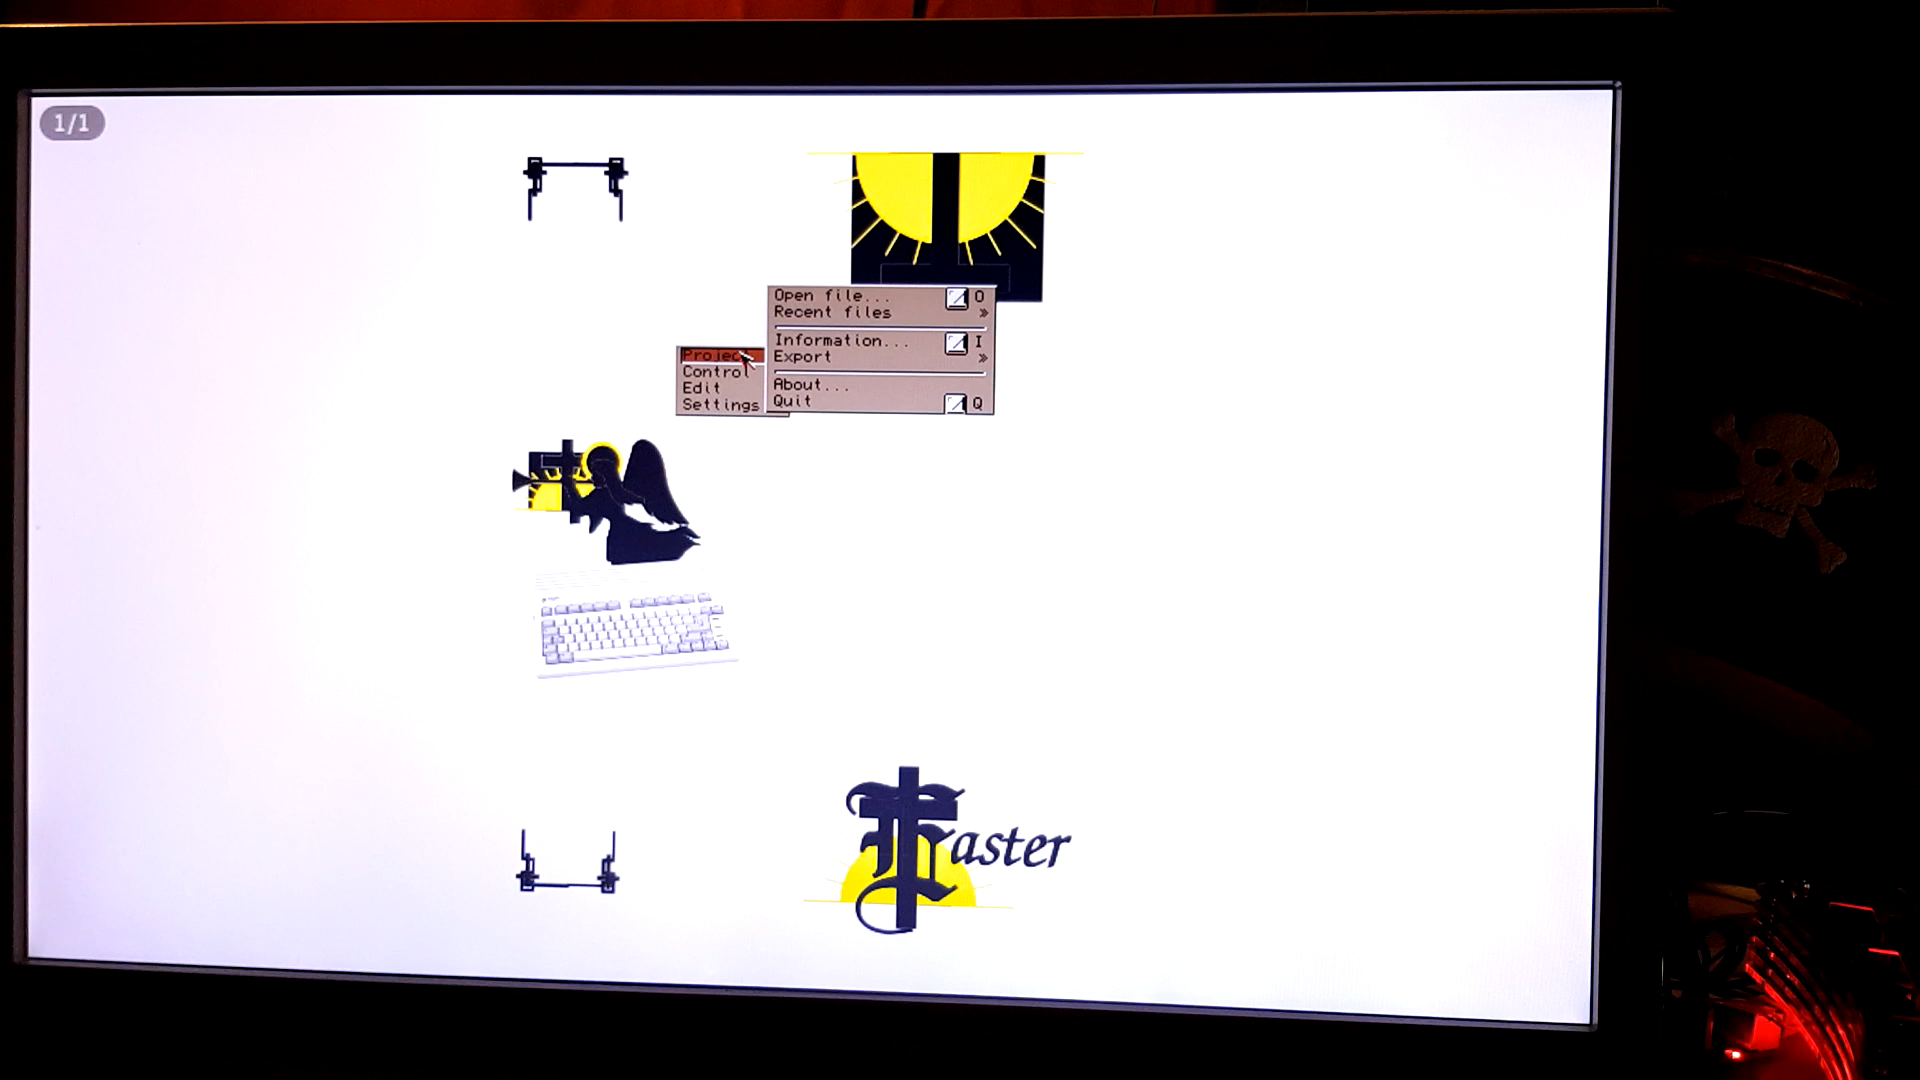 1/1
Open file... O
Recent files »
Information... I
Export »
About...
Quit Q
Project
Control
Edit
Settings
Easter